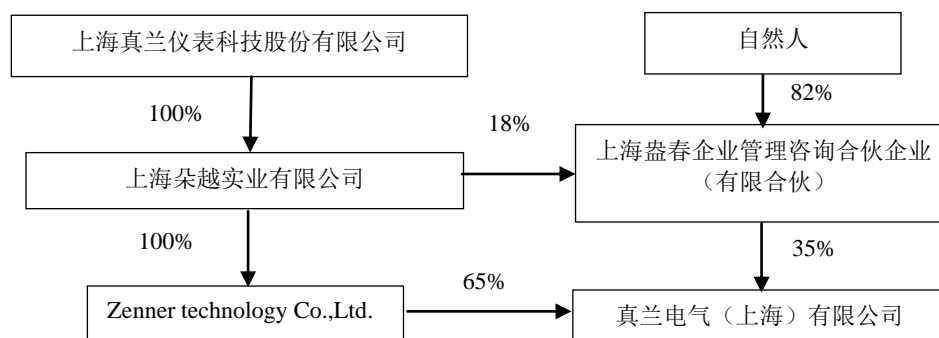 上海真兰仪表科技股份有限公司
自然人
100%
82%
18%
上海朵越实业有限公司
上海盎春企业管理咨询合伙企业
（有限合伙）
100%
35%
65%
Zenner technology Co.,Ltd.
真兰电气（上海）有限公司